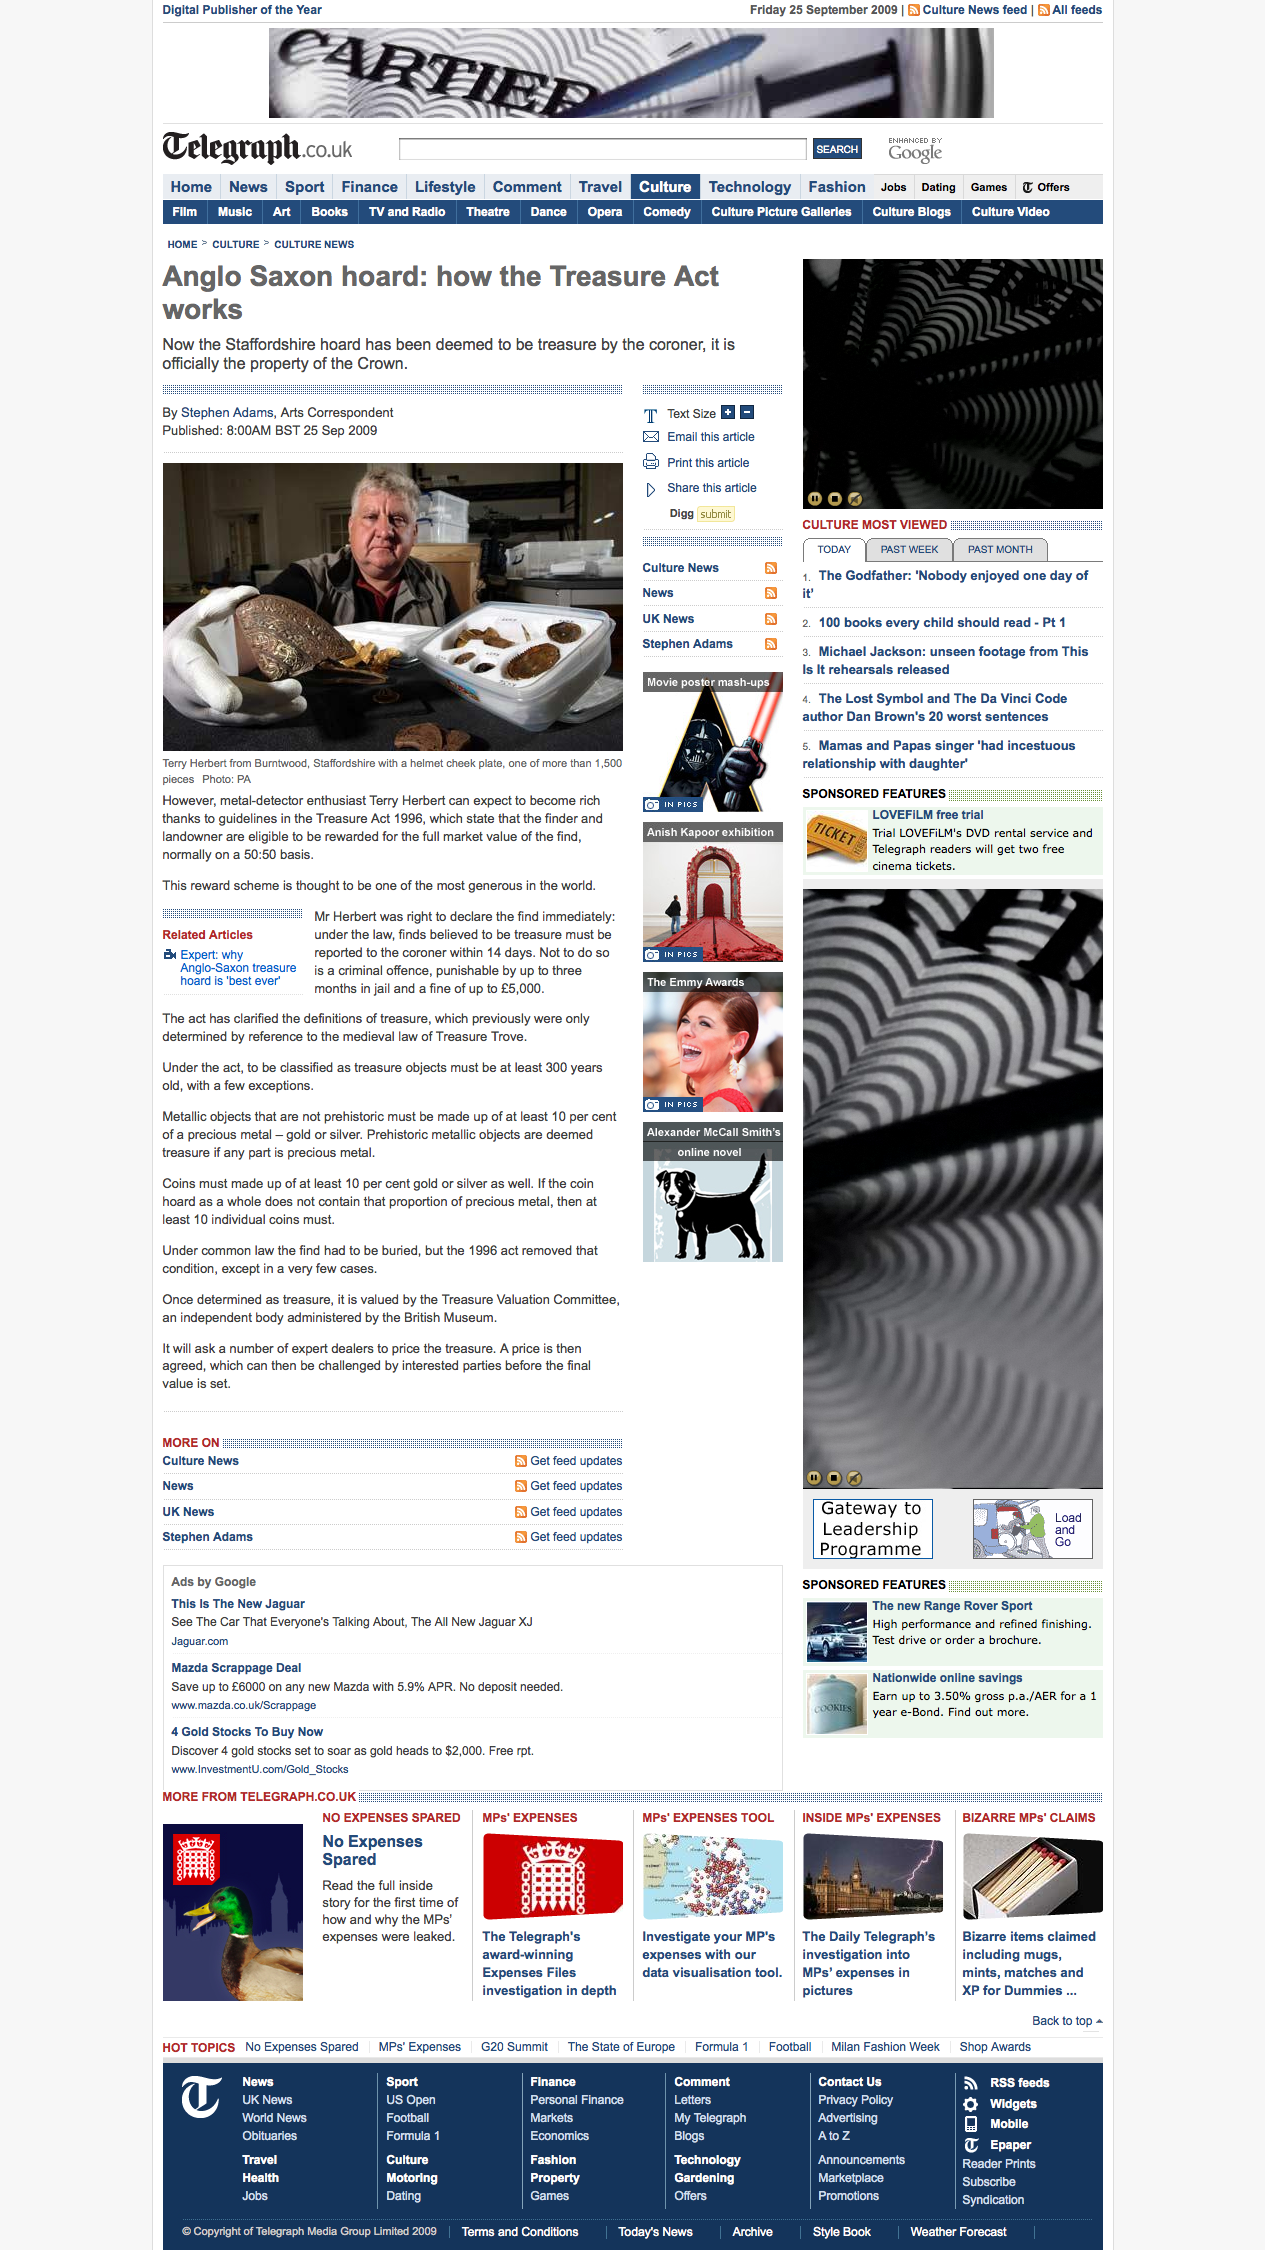 Digital Publisher of the Year
Friday 25 September 2009 | Culture News feed | All feeds
CARTIER
Telegraph.co.uk
SEARCH
ENHANCED BY
Google
Home News Sport Finance Lifestyle Comment Travel Culture Technology Fashion Jobs Dating Games Offers
Film Music Art Books TV and Radio Theatre Dance Opera Comedy Culture Picture Galleries Culture Blogs Culture Video
HOME > CULTURE > CULTURE NEWS
Anglo Saxon hoard: how the Treasure Act
works
Now the Staffordshire hoard has been deemed to be treasure by the coroner, it is
officially the property of the Crown.
By Stephen Adams, Arts Correspondent
Published: 8:00AM BST 25 Sep 2009
Terry Herbert from Burntwood, Staffordshire with a helmet cheek plate, one of more than 1,500
pieces Photo: PA
However, metal-detector enthusiast Terry Herbert can expect to become rich
thanks to guidelines in the Treasure Act 1996, which state that the finder and
landowner are eligible to be rewarded for the full market value of the find,
normally on a 50:50 basis.
This reward scheme is thought to be one of the most generous in the world.
Related Articles
Expert: why
Anglo-Saxon treasure
hoard is 'best ever'
Mr Herbert was right to declare the find immediately:
under the law, finds believed to be treasure must be
reported to the coroner within 14 days. Not to do so
is a criminal offence, punishable by up to three
months in jail and a fine of up to £5,000.
The act has clarified the definitions of treasure, which previously were only
determined by reference to the medieval law of Treasure Trove.
Under the act, to be classified as treasure objects must be at least 300 years
old, with a few exceptions.
Metallic objects that are not prehistoric must be made up of at least 10 per cent
of a precious metal – gold or silver. Prehistoric metallic objects are deemed
treasure if any part is precious metal.
Coins must made up of at least 10 per cent gold or silver as well. If the coin
hoard as a whole does not contain that proportion of precious metal, then at
least 10 individual coins must.
Under common law the find had to be buried, but the 1996 act removed that
condition, except in a very few cases.
Once determined as treasure, it is valued by the Treasure Valuation Committee,
an independent body administered by the British Museum.
It will ask a number of expert dealers to price the treasure. A price is then
agreed, which can then be challenged by interested parties before the final
value is set.
MORE ON
Culture News Get feed updates
News Get feed updates
UK News Get feed updates
Stephen Adams Get feed updates
Text Size + -
Email this article
Print this article
Share this article
Digg submit
Culture News
News
UK News
Stephen Adams
Movie poster mash-ups
IN PICS
Anish Kapoor exhibition
IN PICS
The Emmy Awards
IN PICS
Alexander McCall Smith's
online novel
CULTURE MOST VIEWED
TODAY PAST WEEK PAST MONTH
1. The Godfather: 'Nobody enjoyed one day of
it'
2. 100 books every child should read - Pt 1
3. Michael Jackson: unseen footage from This
Is It rehearsals released
4. The Lost Symbol and The Da Vinci Code
author Dan Brown's 20 worst sentences
5. Mamas and Papas singer 'had incestuous
relationship with daughter'
SPONSORED FEATURES
TICKET
LOVEFiLM free trial
Trial LOVEFiLM's DVD rental service and
Telegraph readers will get two free
cinema tickets.
Gateway to
Leadership
Programme
Load
and
Go
SPONSORED FEATURES
The new Range Rover Sport
High performance and refined finishing.
Test drive or order a brochure.
COOKIES
Nationwide online savings
Earn up to 3.50% gross p.a./AER for a 1
year e-Bond. Find out more.
Ads by Google
This Is The New Jaguar
See The Car That Everyone's Talking About, The All New Jaguar XJ
Jaguar.com
Mazda Scrappage Deal
Save up to £6000 on any new Mazda with 5.9% APR. No deposit needed.
www.mazda.co.uk/Scrappage
4 Gold Stocks To Buy Now
Discover 4 gold stocks set to soar as gold heads to $2,000. Free rpt.
www.InvestmentU.com/Gold_Stocks
MORE FROM TELEGRAPH.CO.UK
NO EXPENSES SPARED
No Expenses
Spared
Read the full inside
story for the first time of
how and why the MPs'
expenses were leaked.
MPs' EXPENSES
The Telegraph's
award-winning
Expenses Files
investigation in depth
MPs' EXPENSES TOOL
Investigate your MP's
expenses with our
data visualisation tool.
INSIDE MPs' EXPENSES
The Daily Telegraph's
investigation into
MPs' expenses in
pictures
BIZARRE MPs' CLAIMS
Bizarre items claimed
including mugs,
mints, matches and
XP for Dummies ...
Back to top
HOT TOPICS No Expenses Spared MPs' Expenses G20 Summit The State of Europe Formula 1 Football Milan Fashion Week Shop Awards
News
UK News
World News
Obituaries
Travel
Health
Jobs
Sport
US Open
Football
Formula 1
Culture
Motoring
Dating
Finance
Personal Finance
Markets
Economics
Fashion
Property
Games
Comment
Letters
My Telegraph
Blogs
Technology
Gardening
Offers
Contact Us
Privacy Policy
Advertising
A to Z
Announcements
Marketplace
Promotions
RSS feeds
Widgets
Mobile
Epaper
Reader Prints
Subscribe
Syndication
© Copyright of Telegraph Media Group Limited 2009 Terms and Conditions Today's News Archive Style Book Weather Forecast